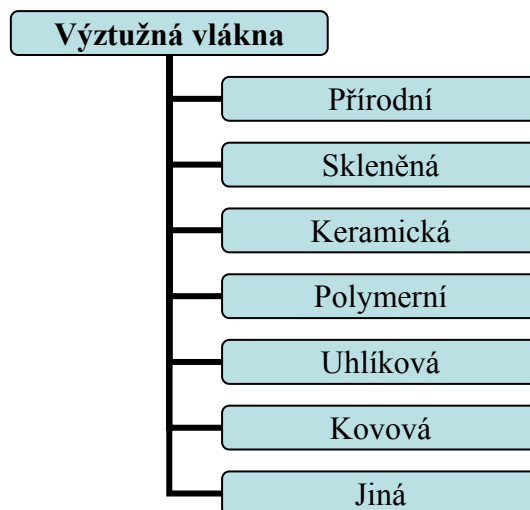 Výztužná vlákna
Přírodní
Skleněná
Keramická
Polymerní
Uhlíková
Kovová
Jiná